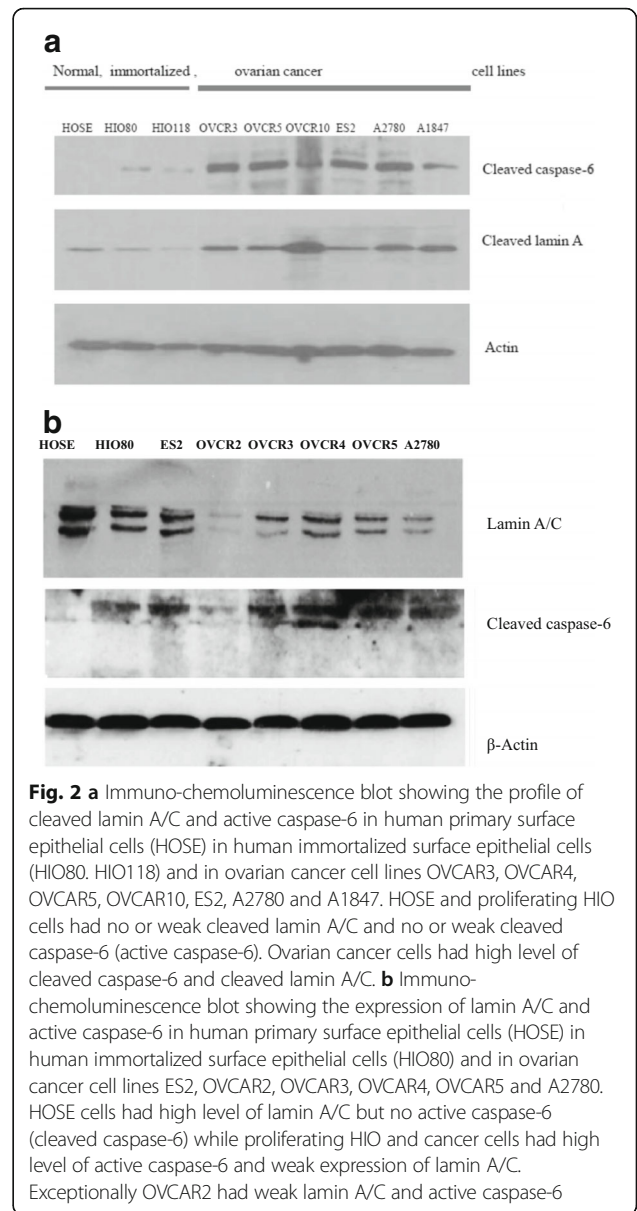 a
Normal, immortalized, ovarian cancer cell lines
HOSE HIO80 HIO118 OVCR3 OVCR5 OVCR10 ES2 A2780 A1847
Cleaved caspase-6
Cleaved lamin A
Actin
b
HOSE HIO80 ES2 OVCR2 OVCR3 OVCR4 OVCR5 A2780
Lamin A/C
Cleaved caspase-6
β-Actin
Fig. 2 a Immuno-chemoluminescence blot showing the profile of
cleaved lamin A/C and active caspase-6 in human primary surface
epithelial cells (HOSE) in human immortalized surface epithelial cells
(HIO80. HIO118) and in ovarian cancer cell lines OVCAR3, OVCAR4,
OVCAR5, OVCAR10, ES2, A2780 and A1847. HOSE and proliferating HIO
cells had no or weak cleaved lamin A/C and no or weak cleaved
caspase-6 (active caspase-6). Ovarian cancer cells had high level of
cleaved caspase-6 and cleaved lamin A/C. b Immuno-
chemoluminescence blot showing the expression of lamin A/C and
active caspase-6 in human primary surface epithelial cells (HOSE) in
human immortalized surface epithelial cells (HIO80) and in ovarian
cancer cell lines ES2, OVCAR2, OVCAR3, OVCAR4, OVCAR5 and A2780.
HOSE cells had high level of lamin A/C but no active caspase-6
(cleaved caspase-6) while proliferating HIO and cancer cells had high
level of active caspase-6 and weak expression of lamin A/C.
Exceptionally OVCAR2 had weak lamin A/C and active caspase-6